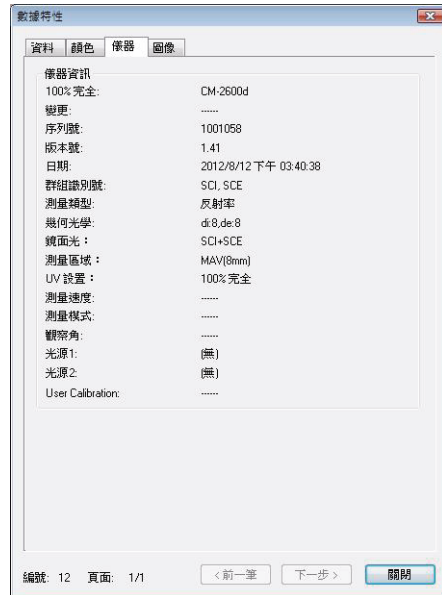 數據特性
資料 顏色 儀器 圖像
儀器資訊
100% 完全: CM-2600d
變更: ------
序列號: 1001058
版本號: 1.41
日期: 2012/8/12 下午 03:40:38
群組識別號: SCI, SCE
測量類型: 反射率
幾何光學: di:8,de:8
鏡面光： SCI+SCE
測量區域： MAV(8mm)
UV 設置： 100% 完全
測量速度: ------
測量模式: ------
觀察角: ------
光源1: (無)
光源2: (無)
User Calibration: ------
編號: 12 頁面: 1/1 <前一筆 下一步> 關閉